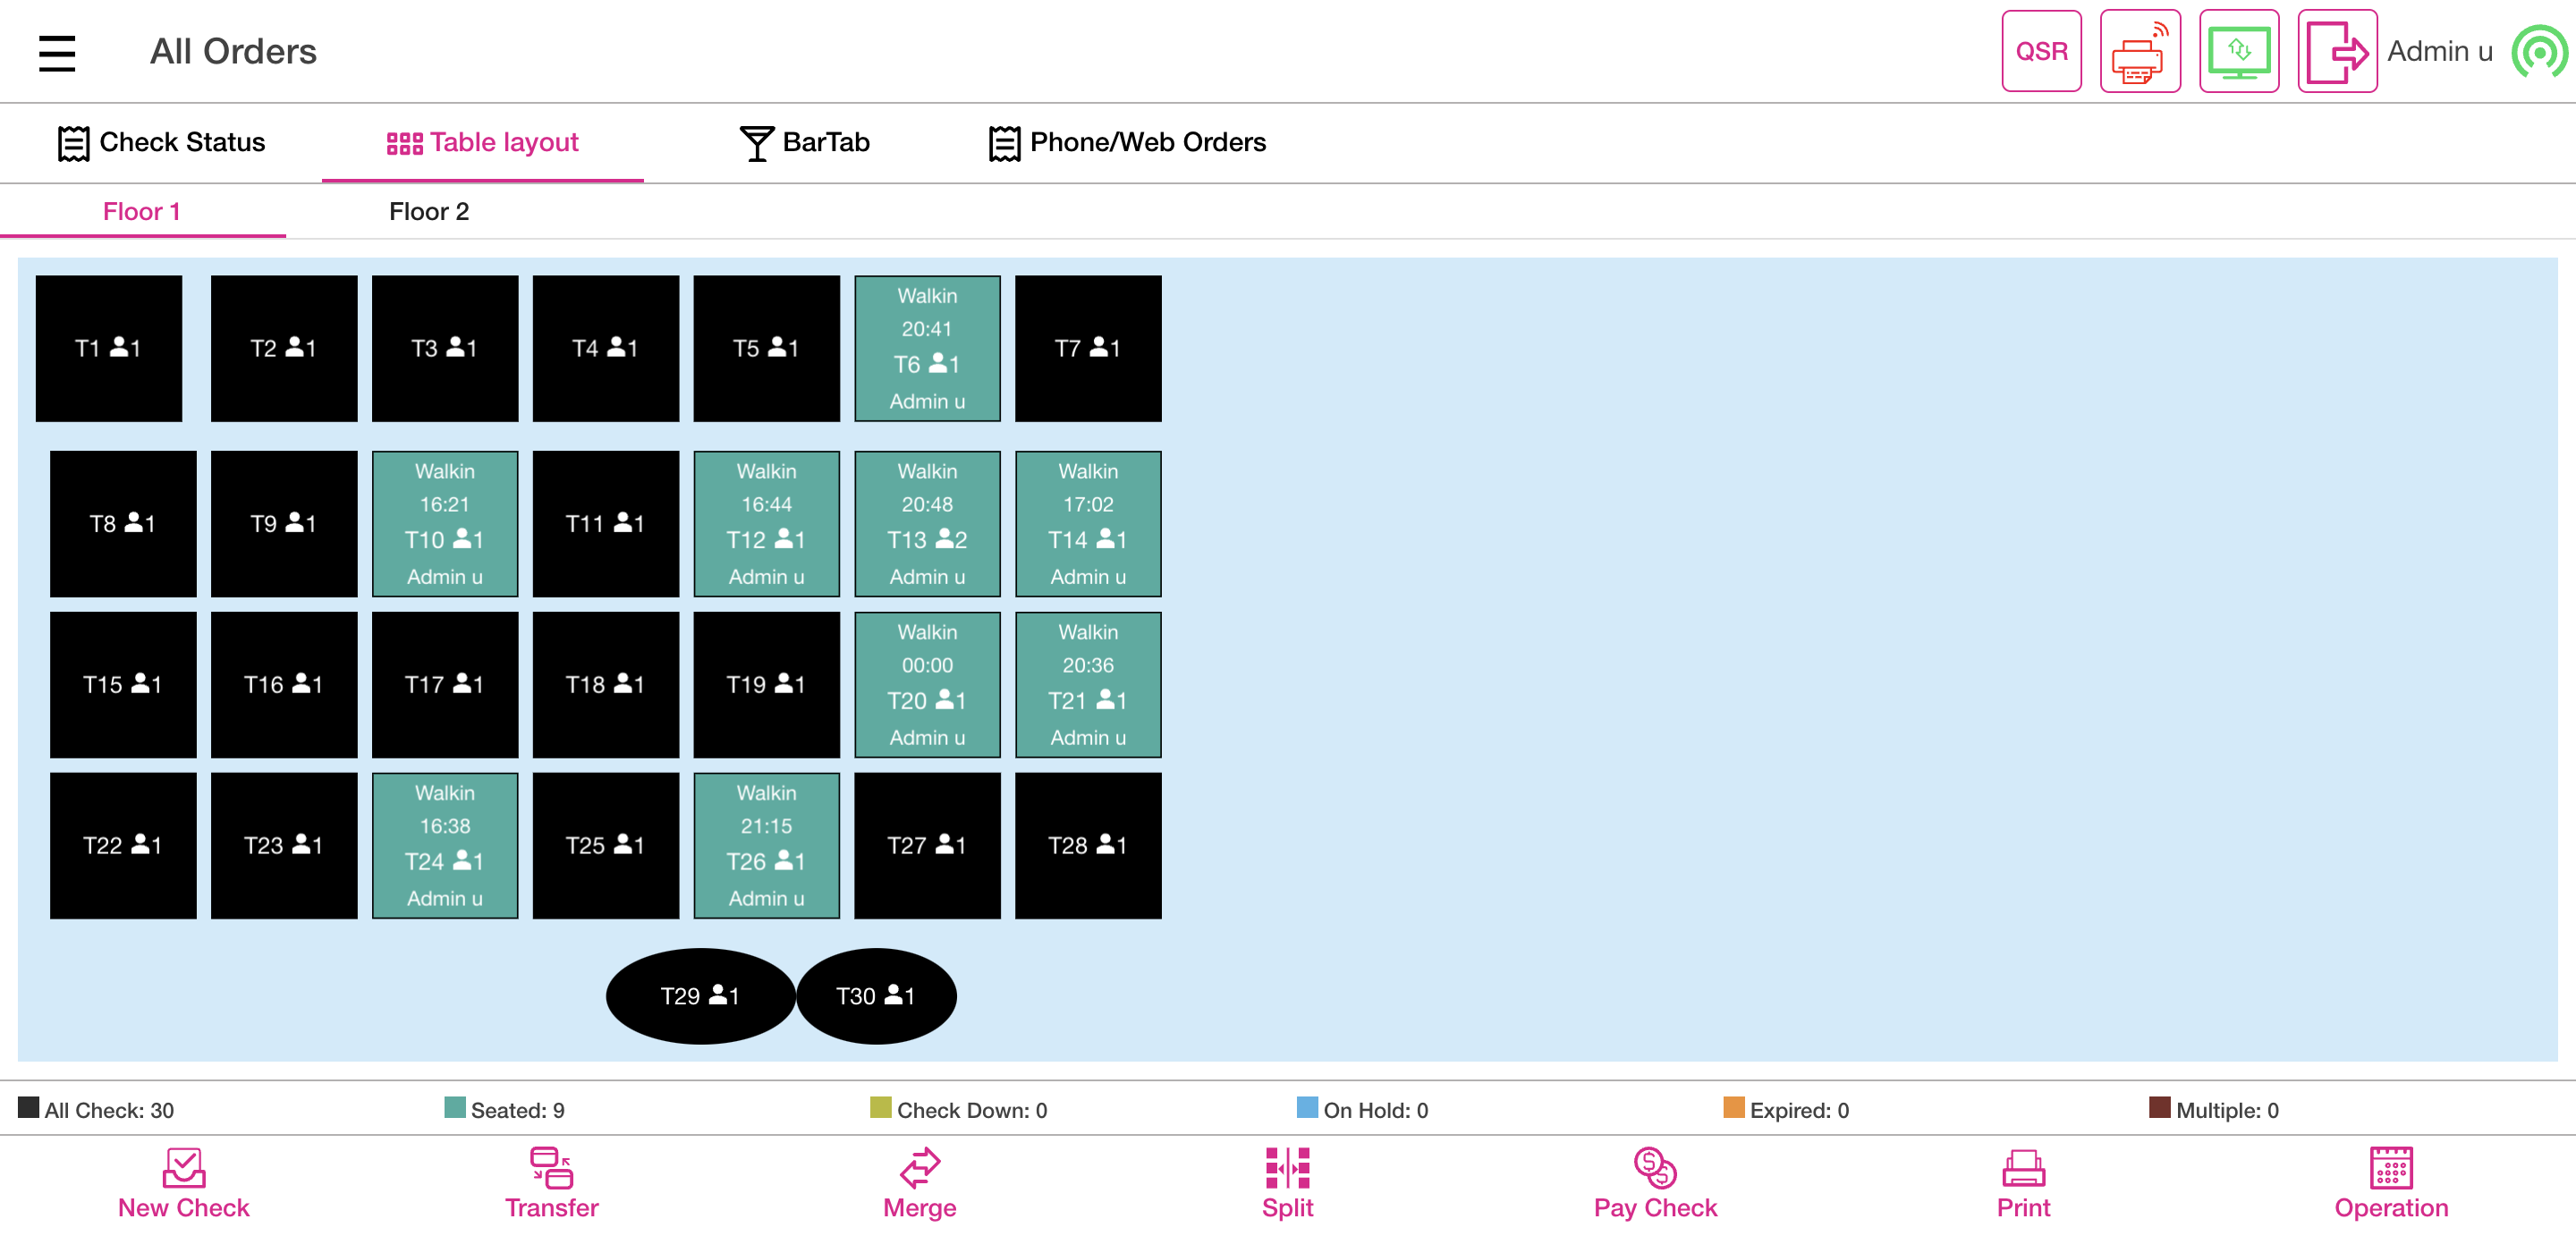 All Orders
QSR
Admin u
Check Status
Table layout
BarTab
Phone/Web Orders
Floor 1
Floor 2
T1 1
T2 1
T3 1
T4 1
T5 1
Walkin
20:41
T6 1
Admin u
T7 1
T8 1
T9 1
Walkin
16:21
T10 1
Admin u
T11 1
Walkin
16:44
T12 1
Admin u
Walkin
20:48
T13 2
Admin u
Walkin
17:02
T14 1
Admin u
T15 1
T16 1
T17 1
T18 1
T19 1
Walkin
00:00
T20 1
Admin u
Walkin
20:36
T21 1
Admin u
T22 1
T23 1
Walkin
16:38
T24 1
Admin u
T25 1
Walkin
21:15
T26 1
Admin u
T27 1
T28 1
T29 1
T30 1
All Check: 30
Seated: 9
Check Down: 0
On Hold: 0
Expired: 0
Multiple: 0
New Check
Transfer
Merge
Split
Pay Check
Print
Operation